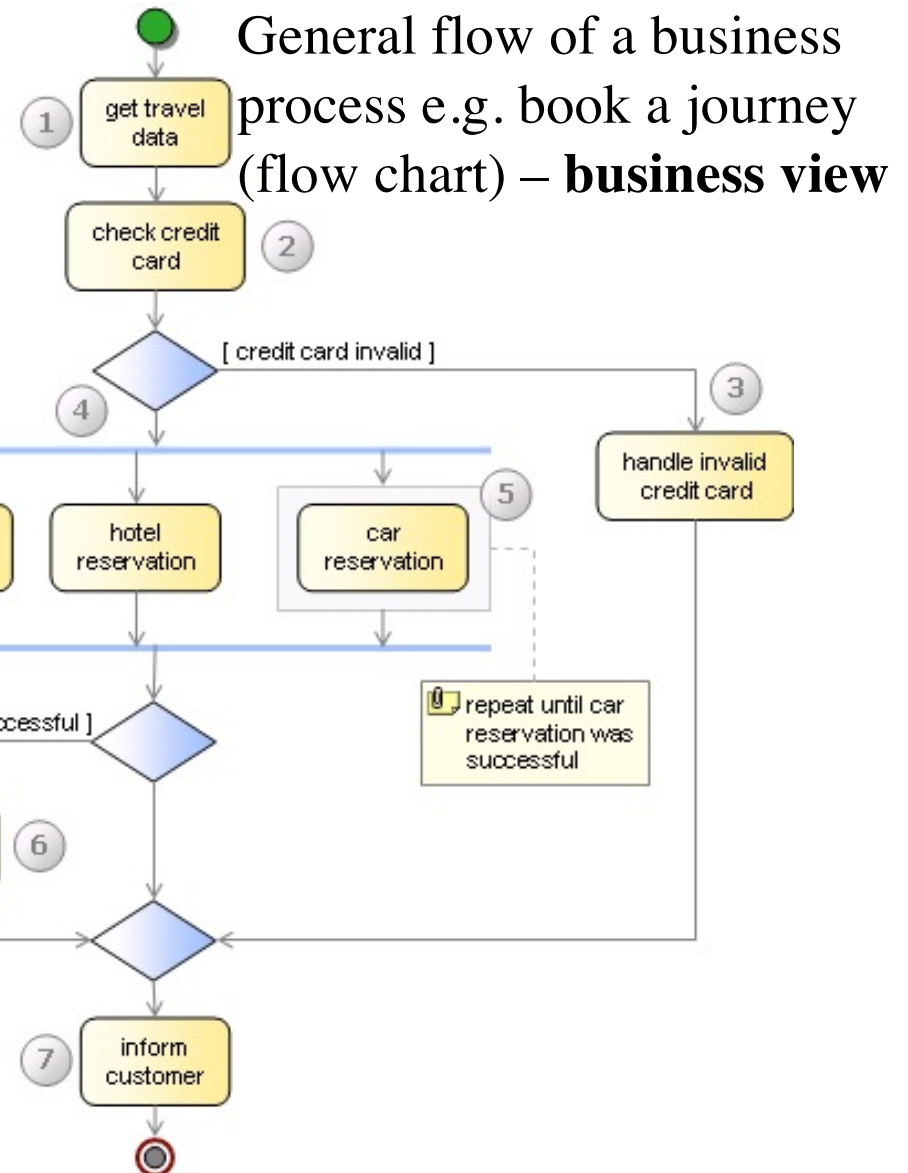 General flow of a business
process e.g. book a journey
(flow chart) – business view
1
get travel
data
check credit
card
2
[ credit card invalid ]
3
4
handle invalid
credit card
5
hotel
reservation
car
reservation
ccessful ]
repeat until car
reservation was
successful
6
7
inform
customer